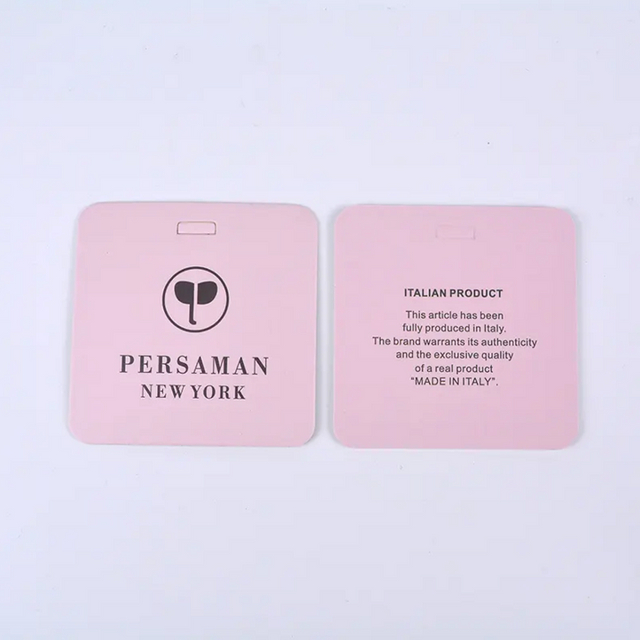 PERSAMAN
NEW YORK
ITALIAN PRODUCT
This article has been
fully produced in Italy.
The brand warrants its authenticity
and the exclusive quality
of a real product
"MADE IN ITALY".